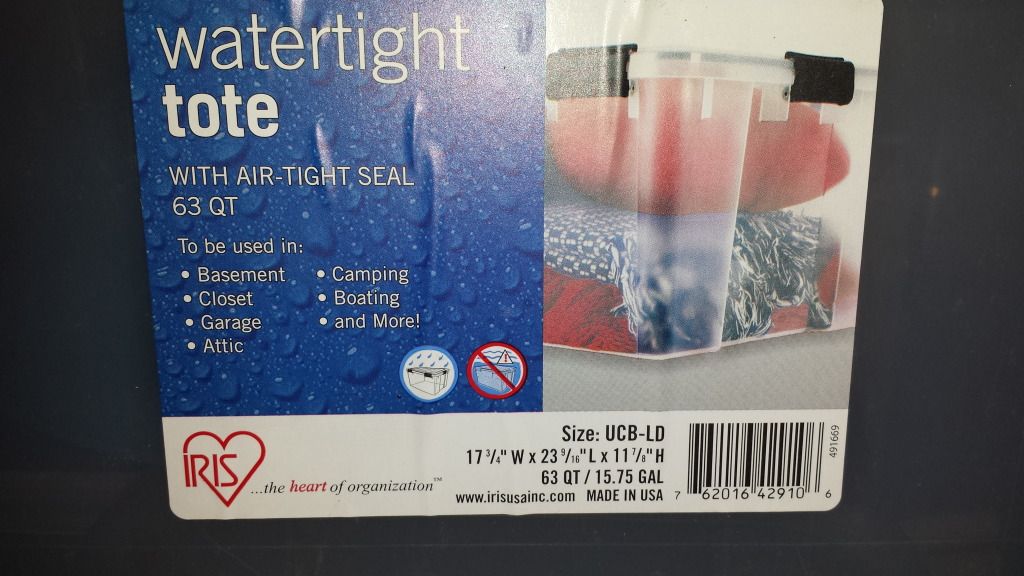 watertight
tote
WITH AIR-TIGHT SEAL
63 QT
To be used in:
• Basement
• Closet
• Garage
• Attic
• Camping
• Boating
• and More!
IRIS
...the heart of organization™
Size: UCB-LD
17 3/4" W x 23 9/16" L x 11 7/8" H
63 QT / 15.75 GAL
www.irisusainc.com MADE IN USA
7 62016 42910 6
491669